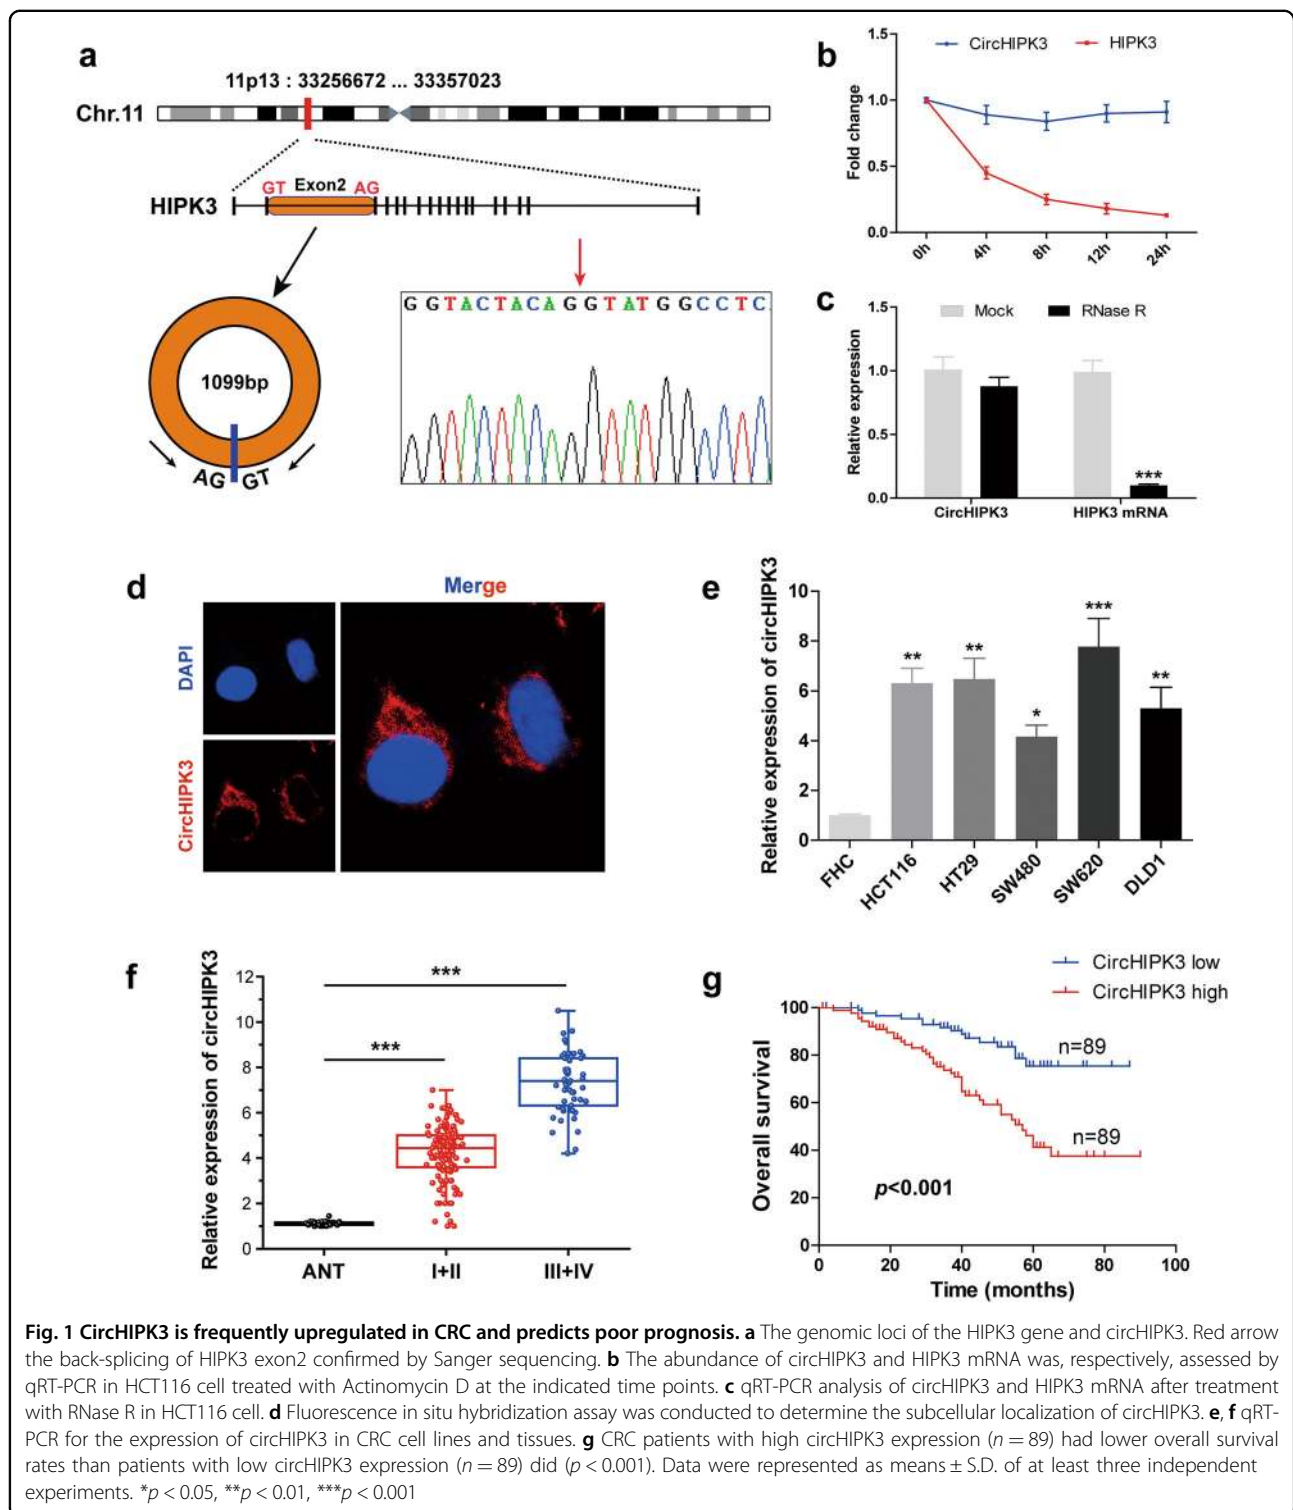 a
11p13 : 33256672 ... 33357023
Chr.11
GT Exon2 AG
HIPK3
1099bp
AG GT
G G T A C T A C A G G T A T G G C C T C
b
CircHIPK3 HIPK3
Fold change
1.5
1.0
0.5
0.0
0h 4h 8h 12h 24h
c
Mock RNase R
Relative expression
1.5
1.0
0.5
0.0
***
CircHIPK3 HIPK3 mRNA
d
Merge
DAPI
CircHIPK3
e
Relative expression of circHIPK3
10
8
6
4
2
0
** ** * *** **
FHC HCT116 HT29 SW480 SW620 DLD1
f
Relative expression of circHIPK3
12
10
8
6
4
2
0
***
***
ANT I+II III+IV
g
CircHIPK3 low
CircHIPK3 high
Overall survival
100
80
60
40
20
0
n=89
n=89
p<0.001
0 20 40 60 80 100
Time (months)
Fig. 1 CircHIPK3 is frequently upregulated in CRC and predicts poor prognosis. a The genomic loci of the HIPK3 gene and circHIPK3. Red arrow
the back-splicing of HIPK3 exon2 confirmed by Sanger sequencing. b The abundance of circHIPK3 and HIPK3 mRNA was, respectively, assessed by
qRT-PCR in HCT116 cell treated with Actinomycin D at the indicated time points. c qRT-PCR analysis of circHIPK3 and HIPK3 mRNA after treatment
with RNase R in HCT116 cell. d Fluorescence in situ hybridization assay was conducted to determine the subcellular localization of circHIPK3. e, f qRT-
PCR for the expression of circHIPK3 in CRC cell lines and tissues. g CRC patients with high circHIPK3 expression (n = 89) had lower overall survival
rates than patients with low circHIPK3 expression (n = 89) did (p < 0.001). Data were represented as means ± S.D. of at least three independent
experiments. *p < 0.05, **p < 0.01, ***p < 0.001